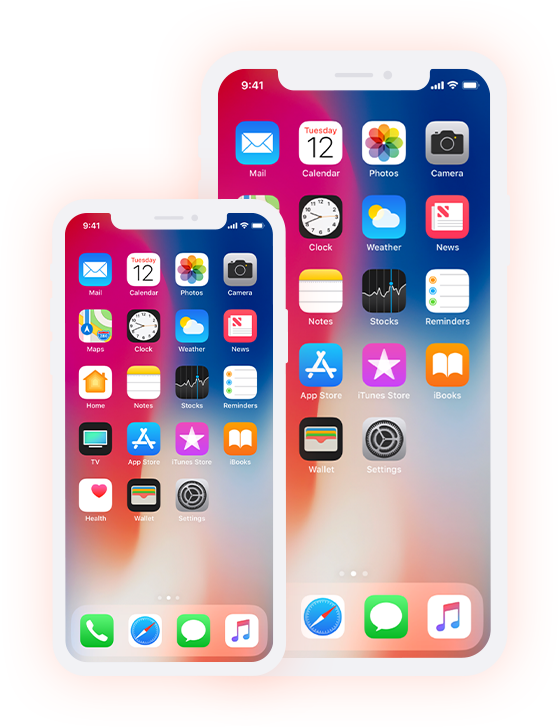 9:41
Tuesday
12
Mail Calendar Photos Camera
Clock Weather News
Notes Stocks Reminders
App Store iTunes Store iBooks
Wallet Settings
9:41
Tuesday
12
Mail Calendar Photos Camera
Maps Clock Weather News
Home Notes Stocks Reminders
TV App Store iTunes Store iBooks
Health Wallet Settings